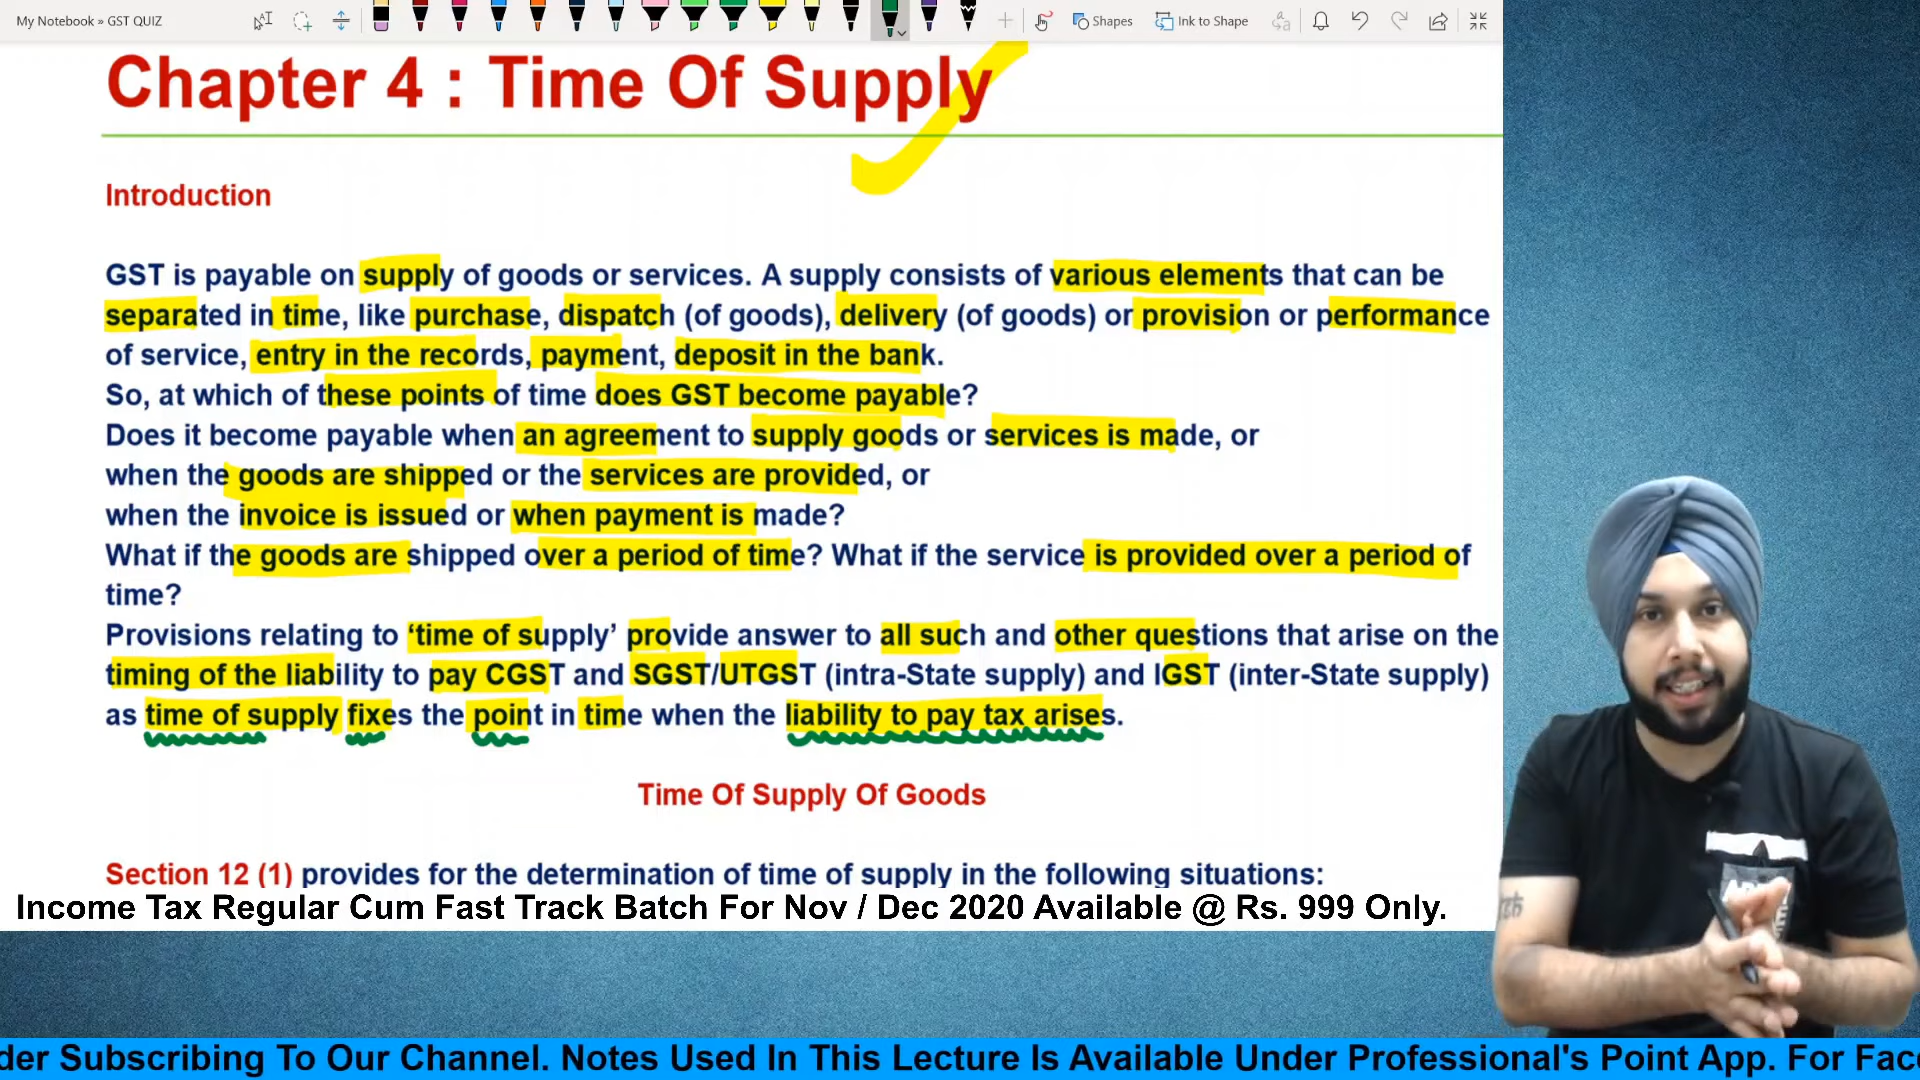 My Notebook » GST QUIZ
Shapes
Ink to Shape
Chapter 4 : Time Of Supply
Introduction
GST is payable on supply of goods or services. A supply consists of various elements that can be
separated in time, like purchase, dispatch (of goods), delivery (of goods) or provision or performance
of service, entry in the records, payment, deposit in the bank.
So, at which of these points of time does GST become payable?
Does it become payable when an agreement to supply goods or services is made, or
when the goods are shipped or the services are provided, or
when the invoice is issued or when payment is made?
What if the goods are shipped over a period of time? What if the service is provided over a period of
time?
Provisions relating to ‘time of supply’ provide answer to all such and other questions that arise on the
timing of the liability to pay CGST and SGST/UTGST (intra-State supply) and IGST (inter-State supply)
as time of supply fixes the point in time when the liability to pay tax arises.
Time Of Supply Of Goods
Section 12 (1) provides for the determination of time of supply in the following situations:
Income Tax Regular Cum Fast Track Batch For Nov / Dec 2020 Available @ Rs. 999 Only.
der Subscribing To Our Channel. Notes Used In This Lecture Is Available Under Professional's Point App. For Fac